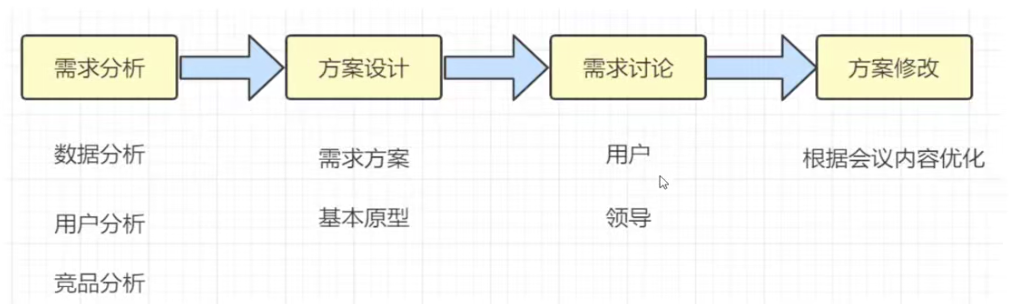 需求分析
方案设计
需求讨论
方案修改
数据分析
需求方案
用户
根据会议内容优化
用户分析
基本原型
领导
竞品分析